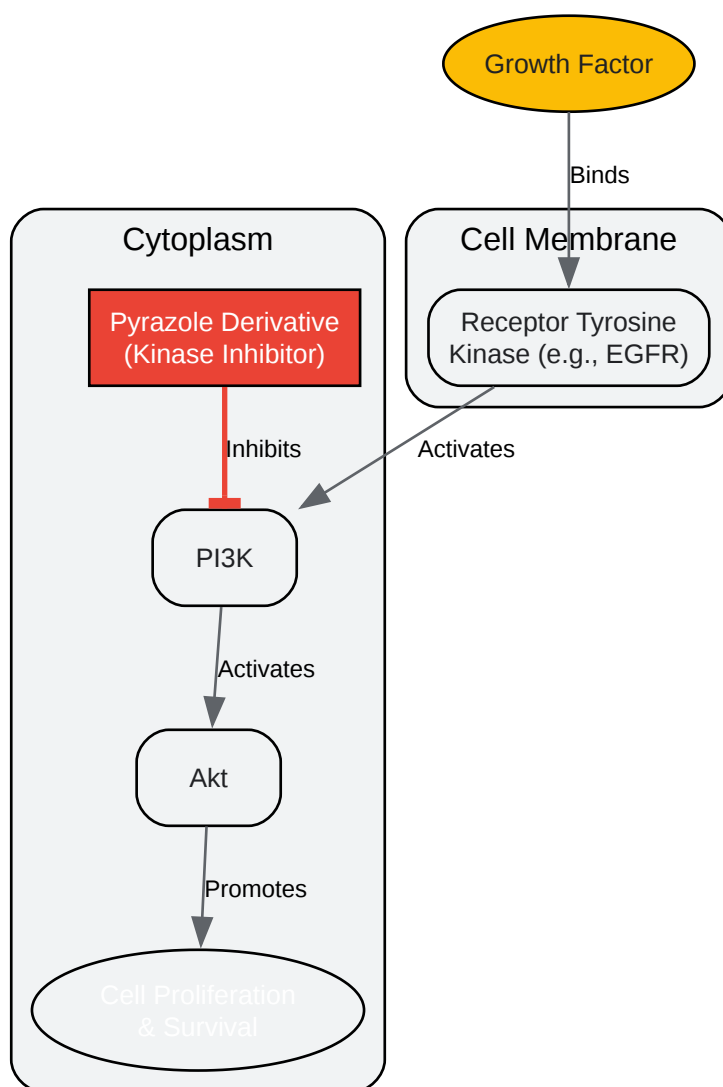 Growth Factor
Binds
Cytoplasm
Cell Membrane
Pyrazole Derivative
(Kinase Inhibitor)
Receptor Tyrosine
Kinase (e.g., EGFR)
Inhibits
Activates
PI3K
Activates
Akt
Promotes
Cell Proliferation
& Survival